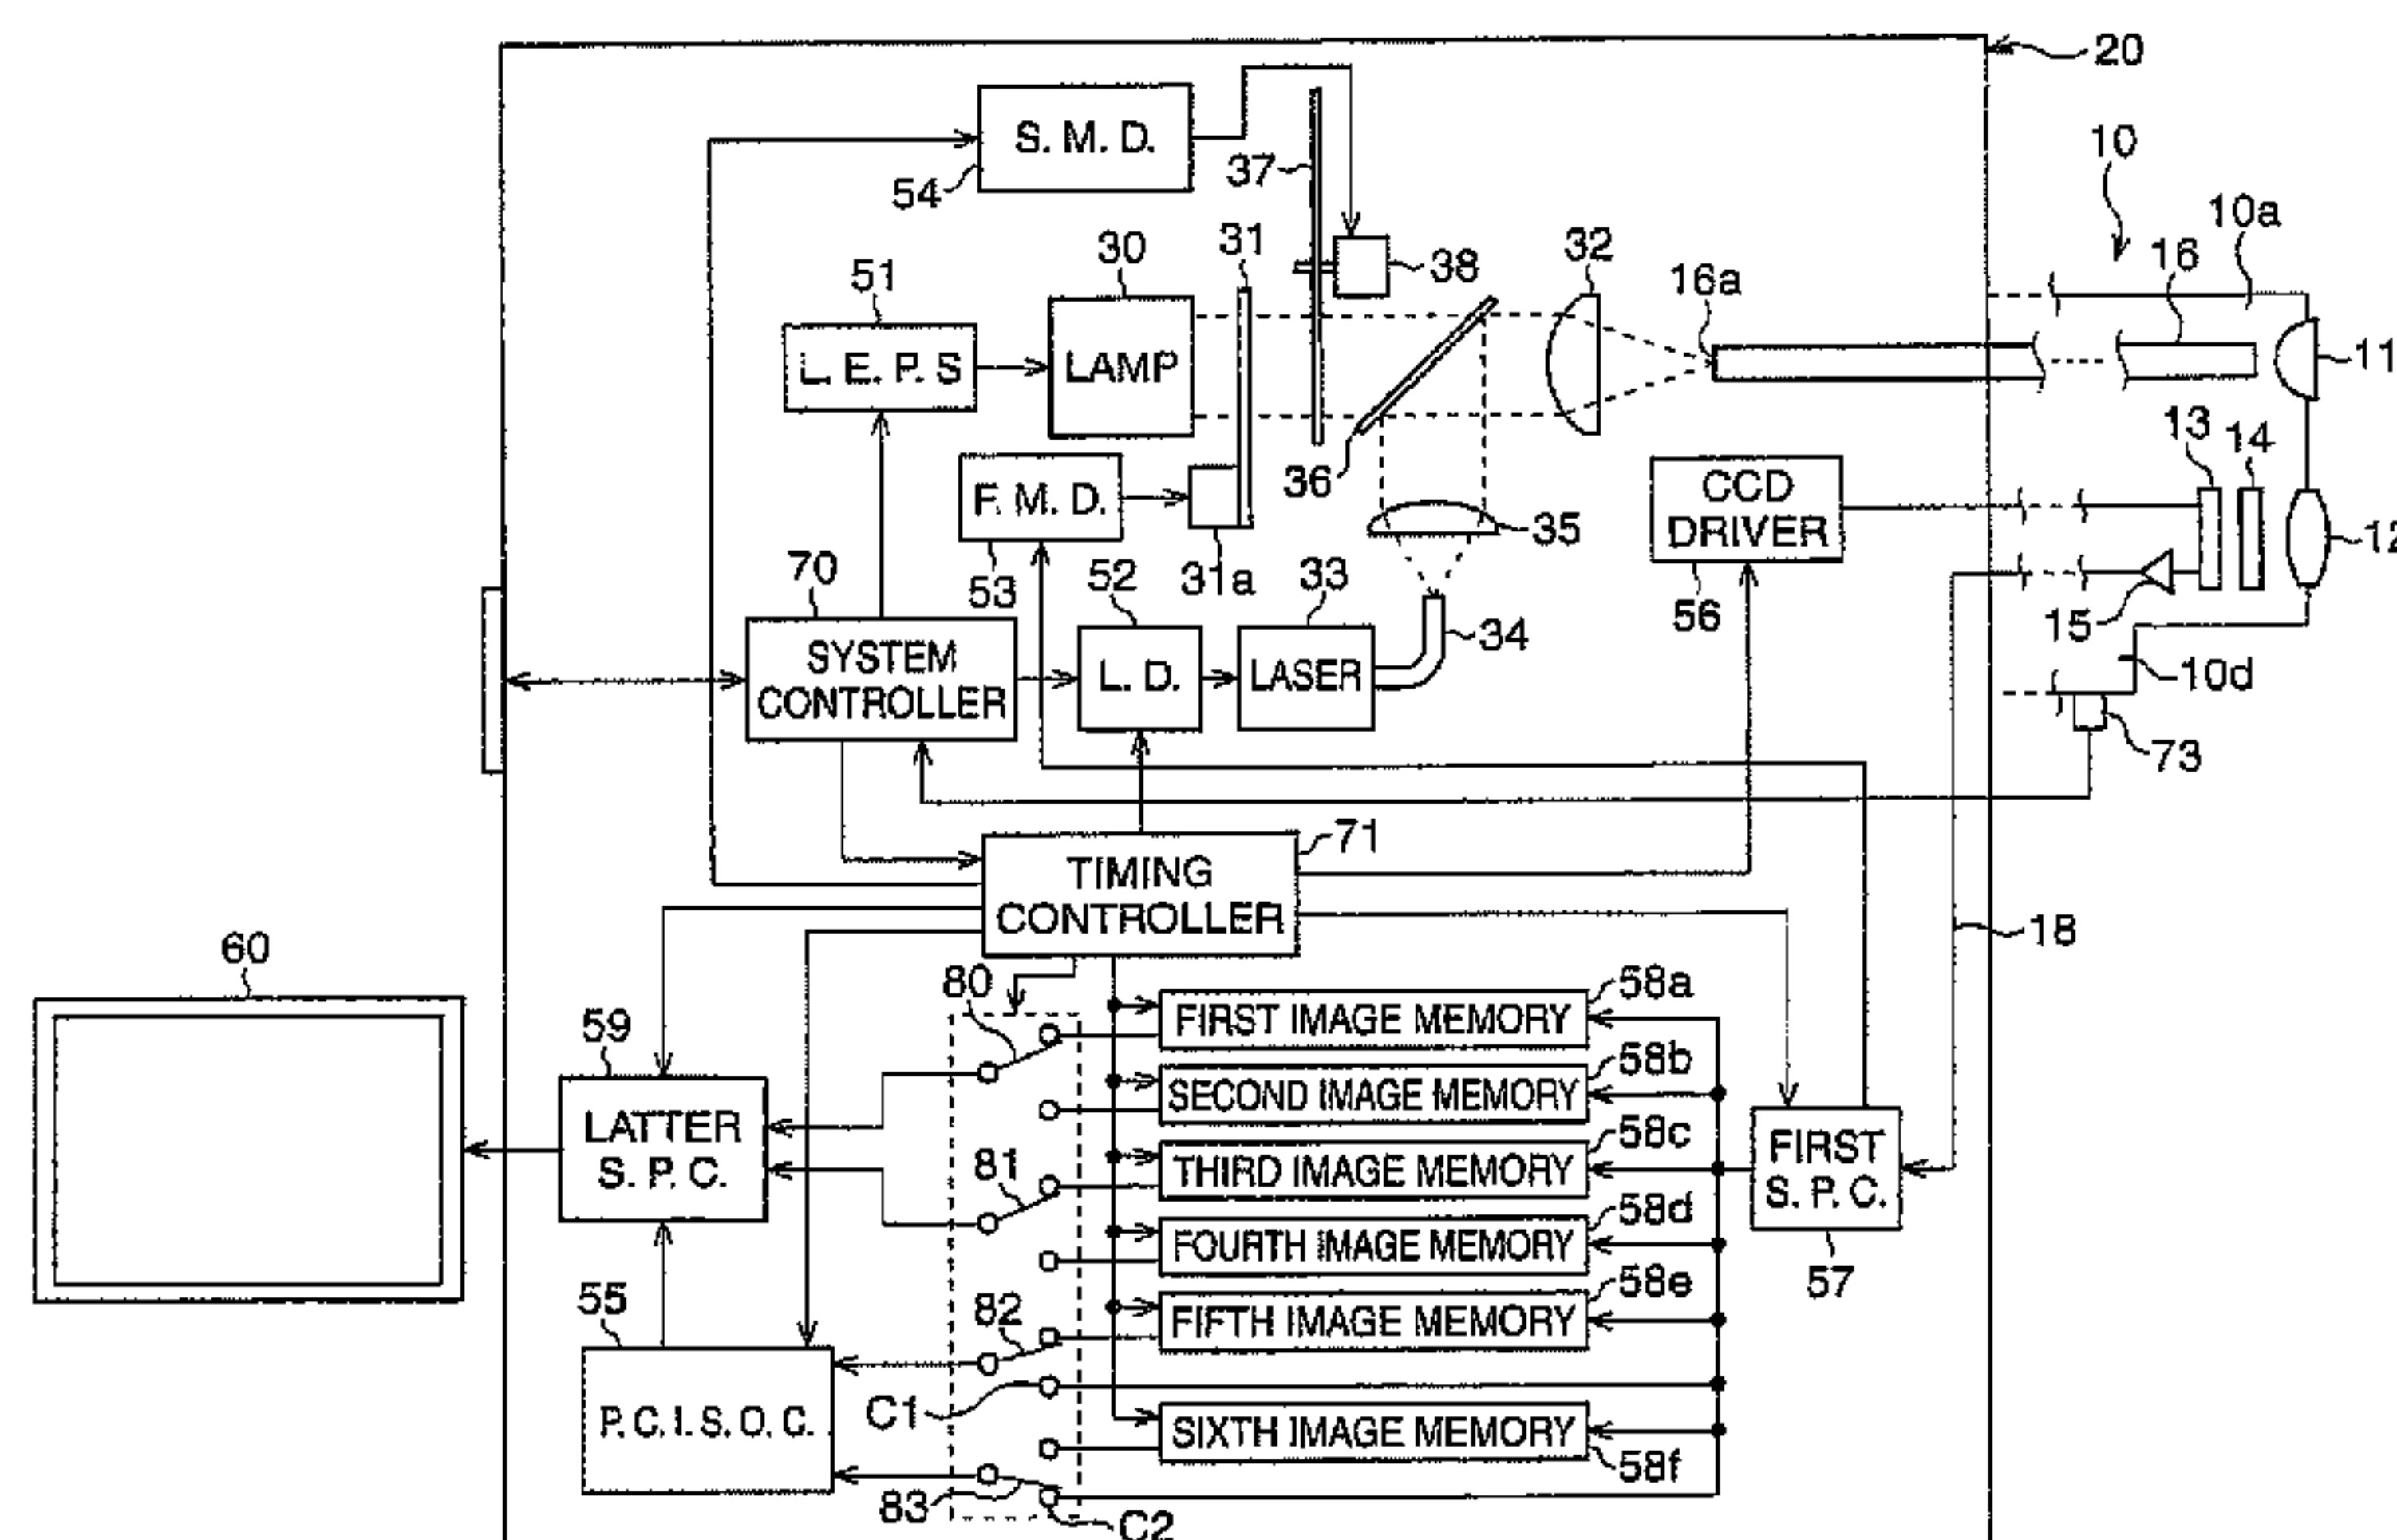 20
S. M. D.
54
37
10
10a
30
31
38
32
16
16a
51
L. E. P. S
LAMP
11
13
14
36
F. M. D.
CCD
DRIVER
35
12
53
31a
70
52
33
56
15
34
SYSTEM
CONTROLLER
L. D.
LASER
10d
73
71
TIMING
CONTROLLER
18
60
80
58a
FIRST IMAGE MEMORY
59
58b
SECOND IMAGE MEMORY
LATTER
S. P. C.
81
58c
THIRD IMAGE MEMORY
FIRST
S. P. C.
58d
FOURTH IMAGE MEMORY
57
55
82
58e
FIFTH IMAGE MEMORY
P. C. I. S. O. C.
C1
SIXTH IMAGE MEMORY
58f
83
C2